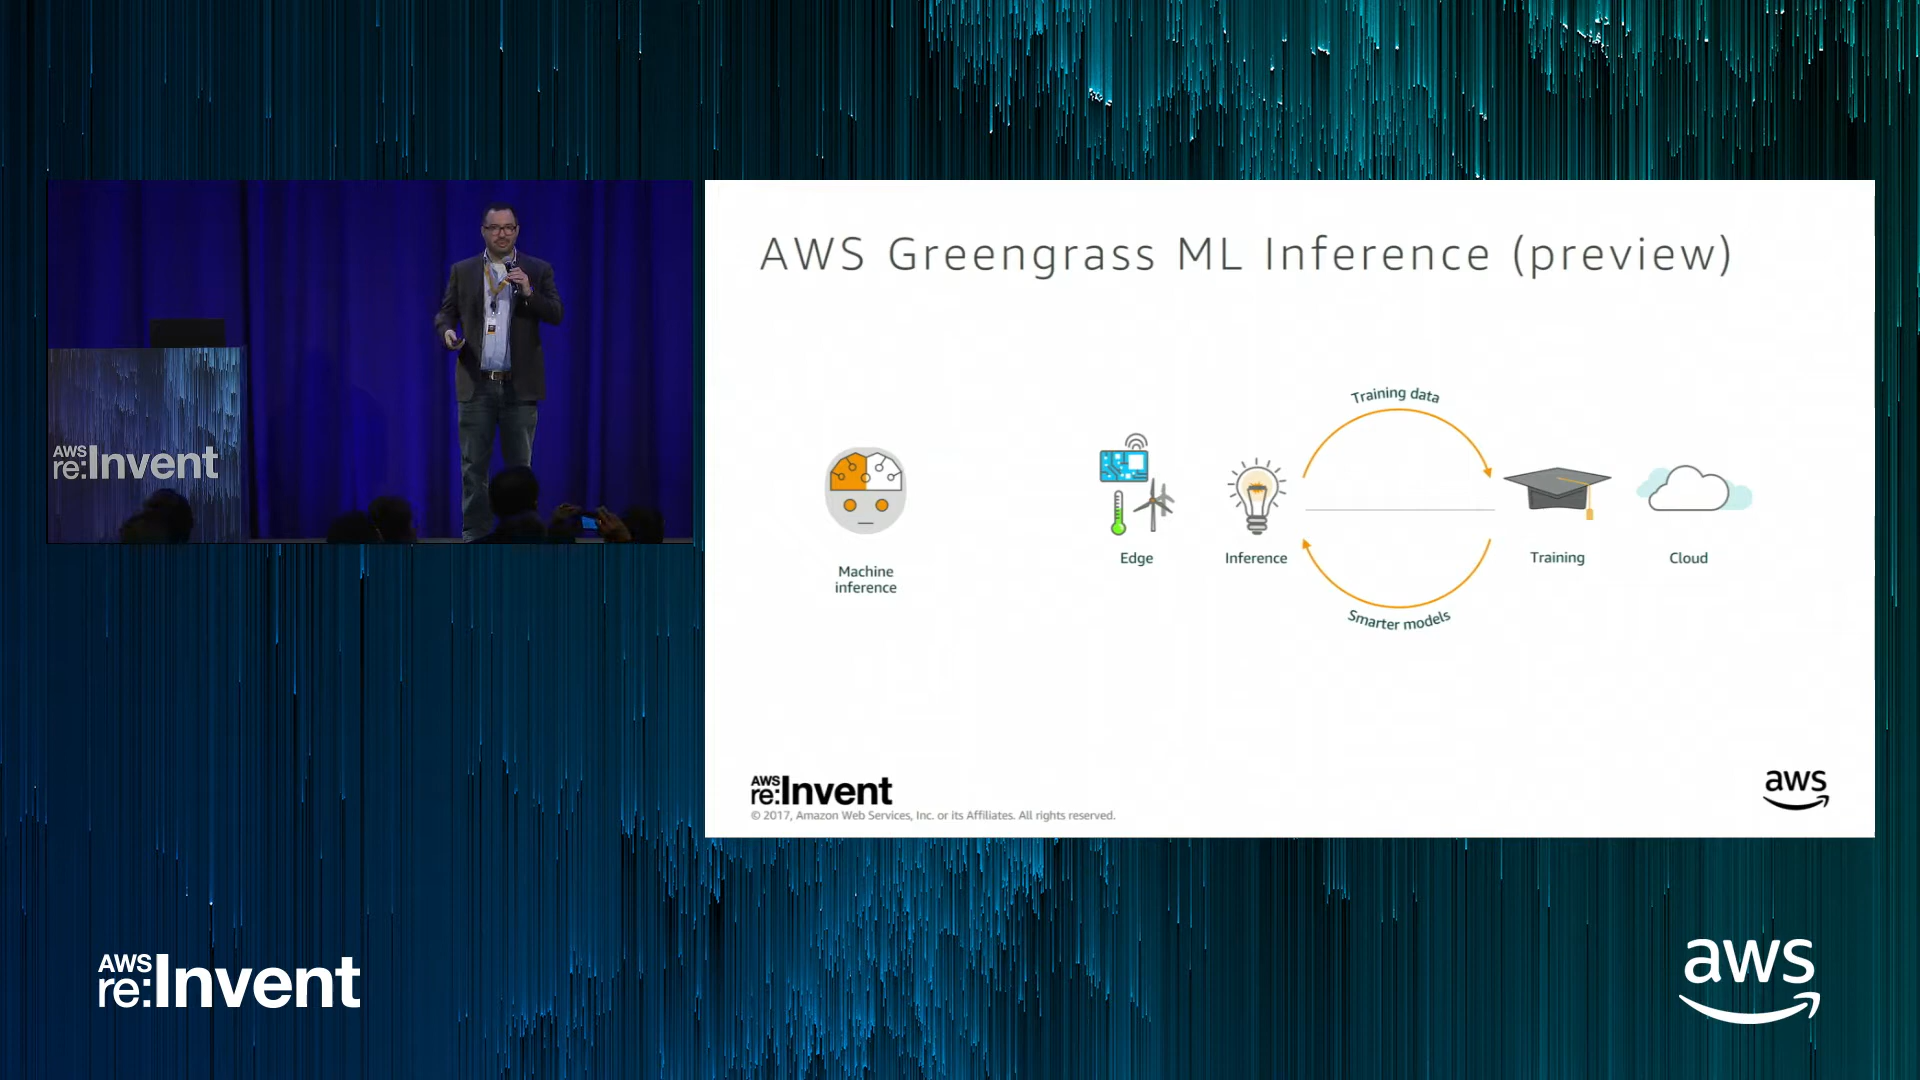 AWS
re:Invent
AWS Greengrass ML Inference (preview)
Training data
Machine
inference
Edge
Inference
Training
Cloud
Smarter models
AWS
re:Invent
© 2017, Amazon Web Services, Inc. or its Affiliates. All rights reserved.
aws
AWS
re:Invent
aws